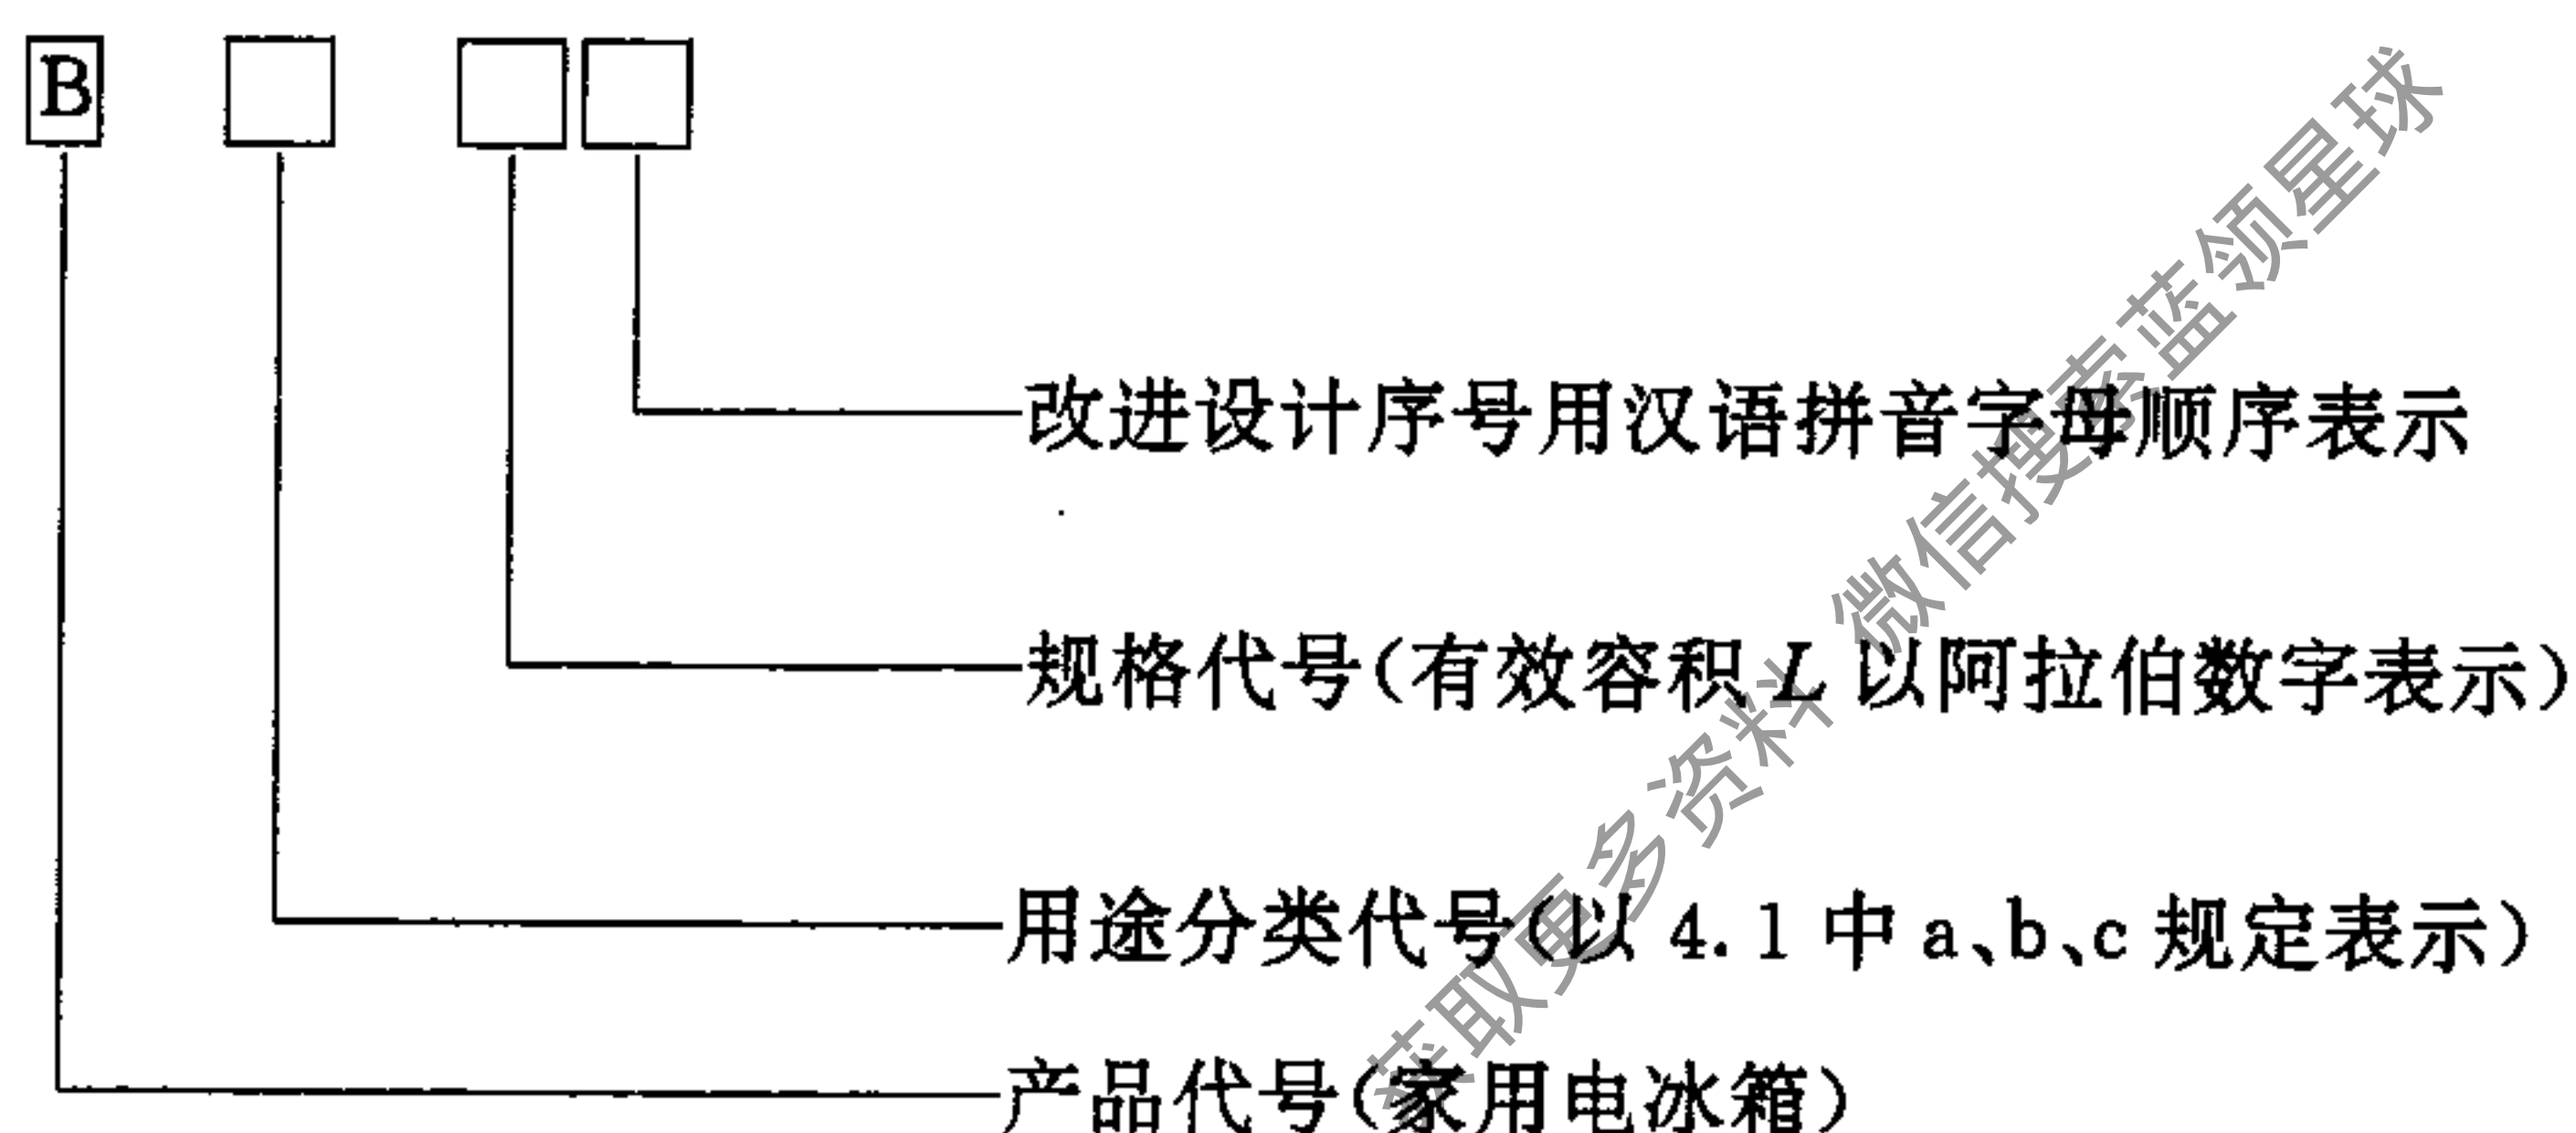 B
改进设计序号用汉语拼音字母顺序表示
规格代号(有效容积 L 以阿拉伯数字表示)
用途分类代号(以 4.1 中 a、b、c 规定表示)
产品代号(家用电冰箱)
获取更多资料 微信搜索蓝领星球